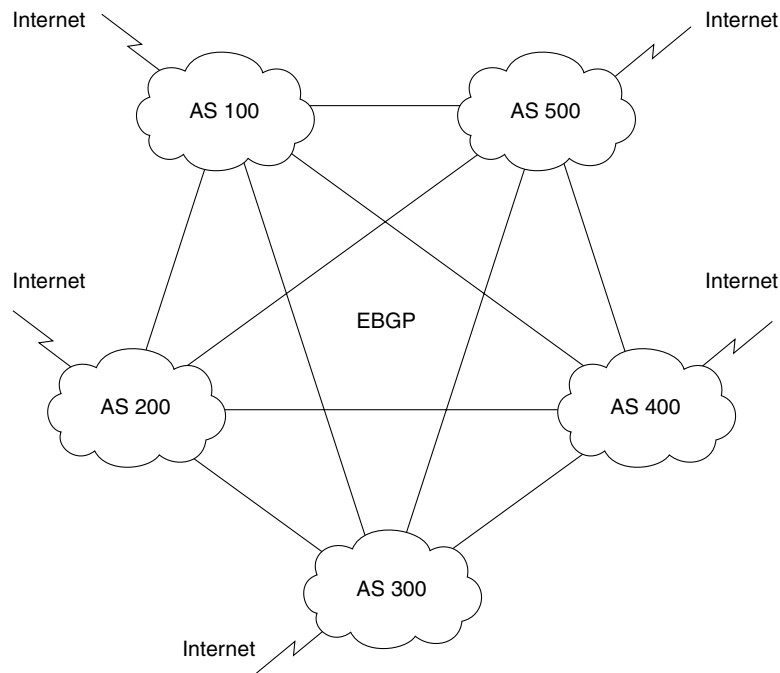 Internet
Internet
AS 100
AS 500
Internet
Internet
EBGP
AS 200
AS 400
AS 300
Internet